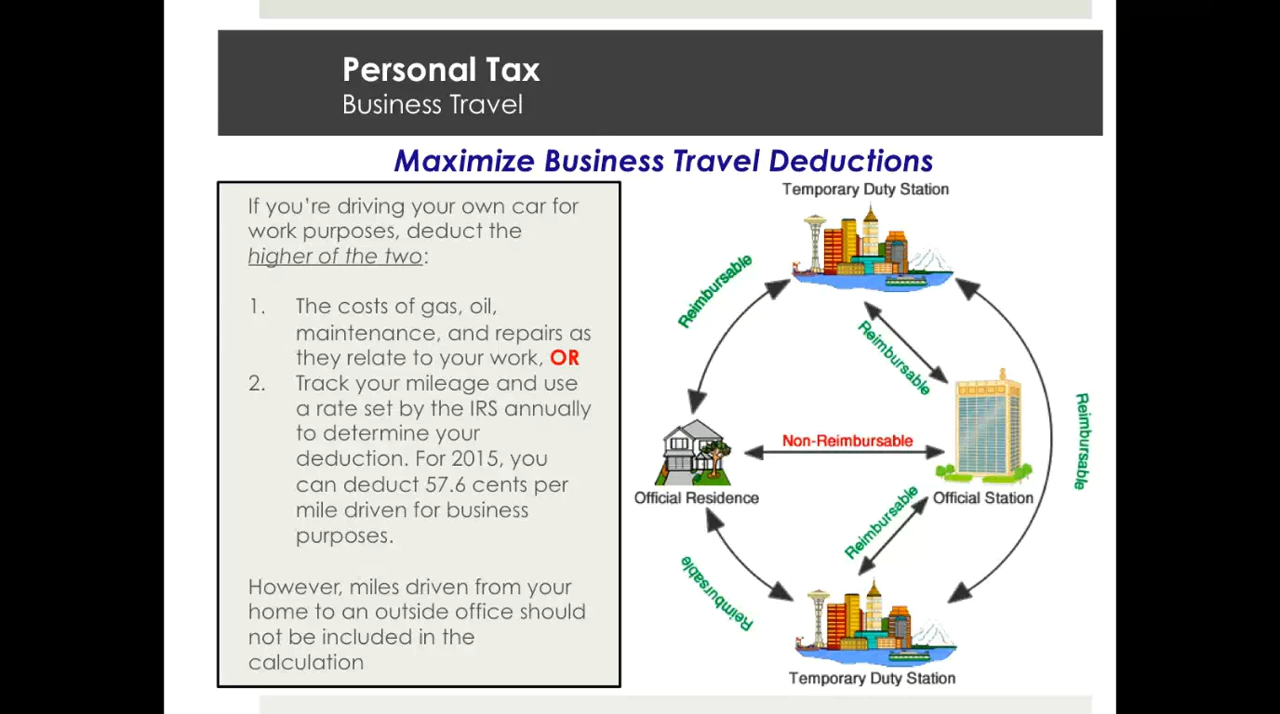 Personal Tax
Business Travel
Maximize Business Travel Deductions
If you're driving your own car for
work purposes, deduct the
higher of the two:
1. The costs of gas, oil,
maintenance, and repairs as
they relate to your work, OR
2. Track your mileage and use
a rate set by the IRS annually
to determine your
deduction. For 2015, you
can deduct 57.6 cents per
mile driven for business
purposes.
However, miles driven from your
home to an outside office should
not be included in the
calculation
Temporary Duty Station
Reimbursable
Reimbursable
Reimbursable
Non-Reimbursable
Official Residence
Official Station
Reimbursable
Reimbursable
Temporary Duty Station